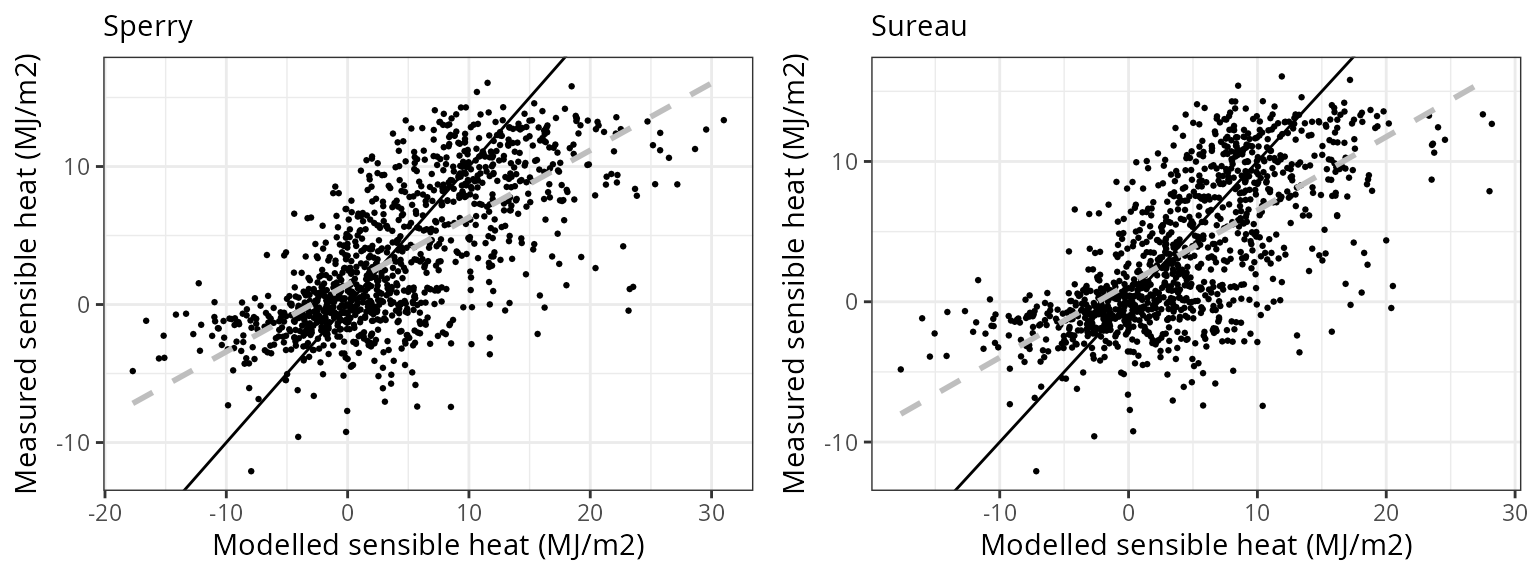 Sperry
Measured sensible heat (MJ/m2)
10
0
-10
-20 -10 0 10 20 30
Modelled sensible heat (MJ/m2)
Sureau
Measured sensible heat (MJ/m2)
10
0
-10
-10 0 10 20 30
Modelled sensible heat (MJ/m2)